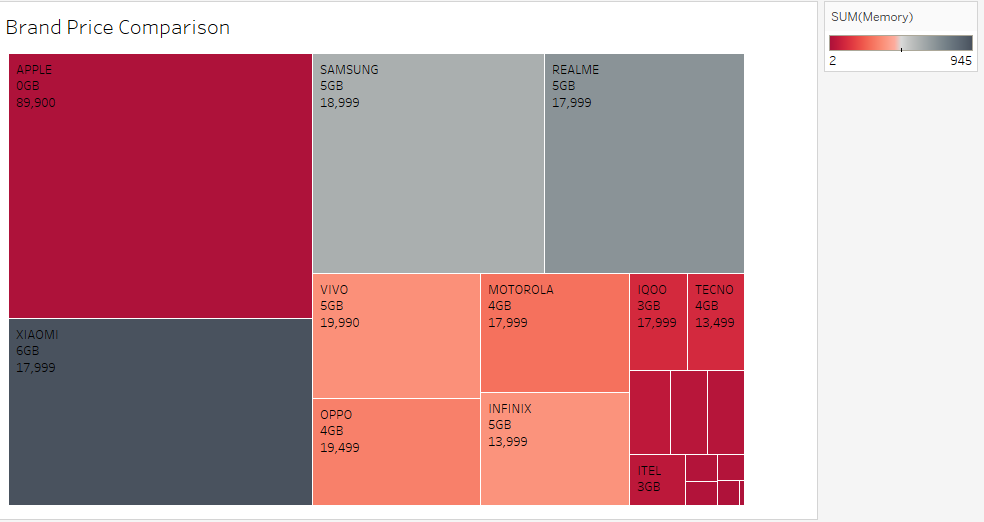 Brand Price Comparison
SUM(Memory)
2
945
APPLE
0GB
89,900
SAMSUNG
5GB
18,999
REALME
5GB
17,999
XIAOMI
6GB
17,999
VIVO
5GB
19,990
MOTOROLA
4GB
17,999
IQOO
3GB
17,999
TECNO
4GB
13,499
OPPO
4GB
19,499
INFINIX
5GB
13,999
ITEL
3GB